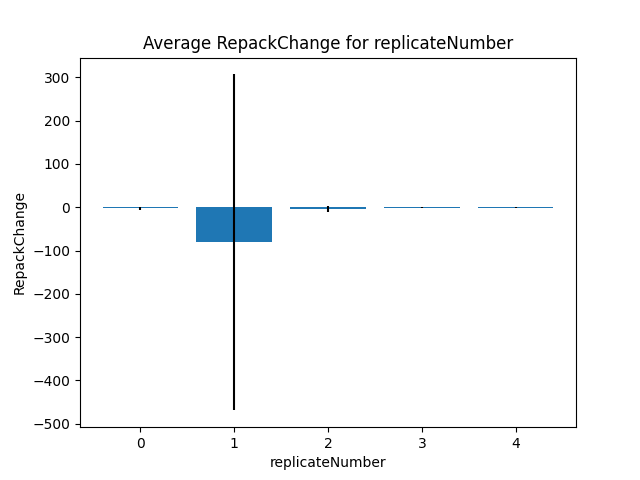 Average RepackChange for replicateNumber
300
200
100
0
−100
−200
−300
−400
−500
RepackChange
0 1 2 3 4
replicateNumber